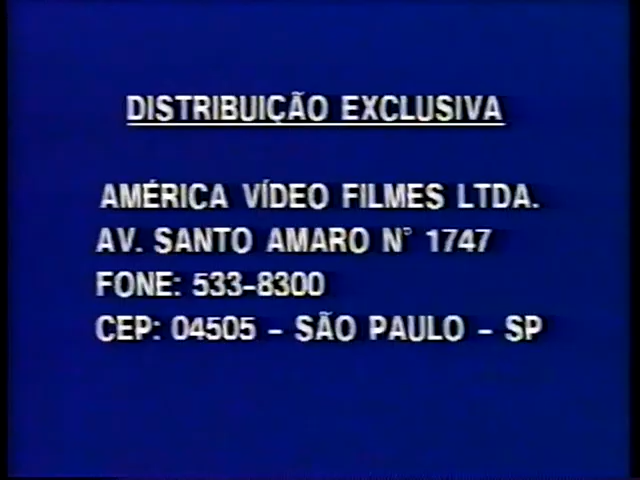 DISTRIBUIÇÃO EXCLUSIVA
AMÉRICA VÍDEO FILMES LTDA.
AV. SANTO AMARO N° 1747
FONE: 533-8300
CEP: 04505 - SÃO PAULO - SP